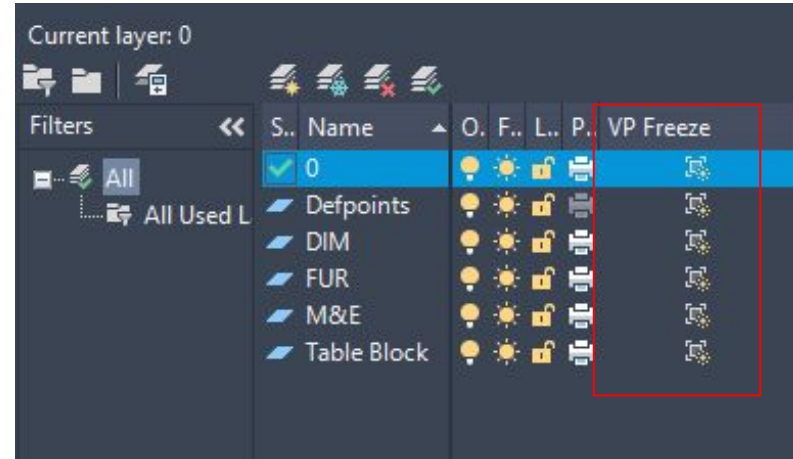 Current layer: 0
Filters
S.. Name O. F.. L.. P.. VP Freeze
All
All Used L
0
Defpoints
DIM
FUR
M&E
Table Block